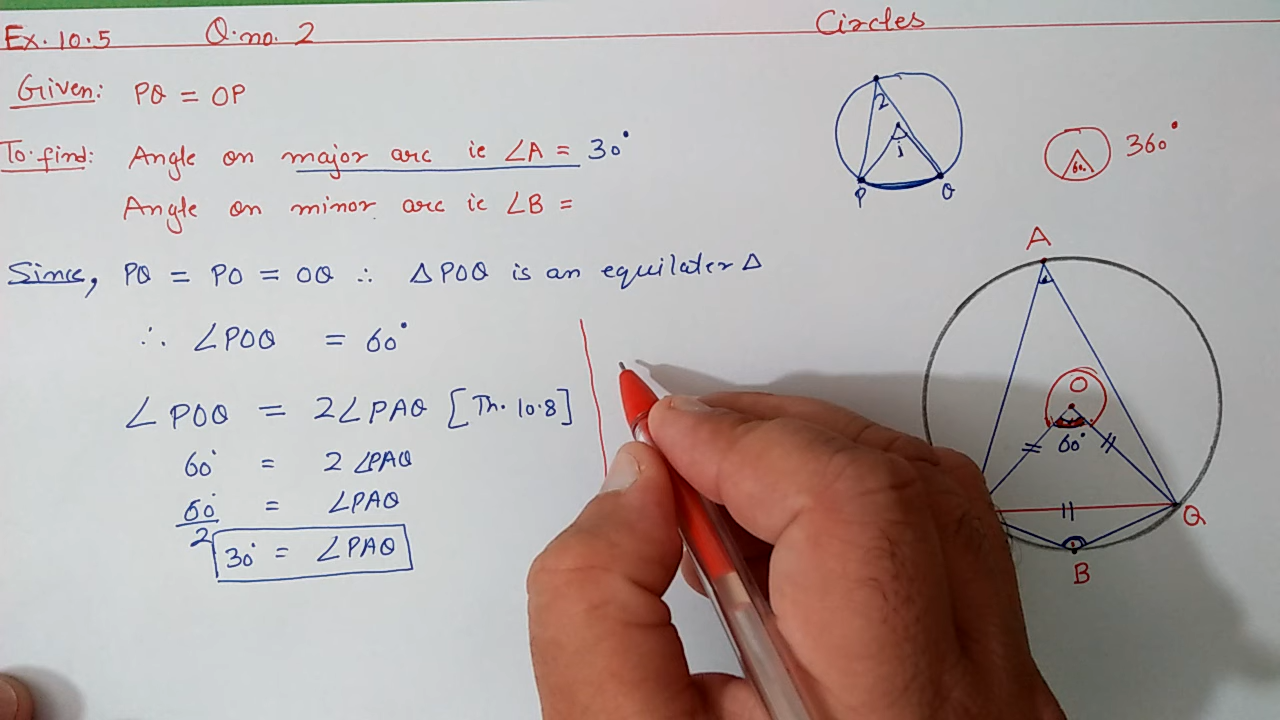 Ex. 10.5 Q.no. 2 Circles
Given: PQ = OP
To find: Angle on major arc ie ∠A = 30°
Angle on minor arc ie ∠B =
Since, PQ = PO = OQ ∴ ΔPOQ is an equilater Δ
∴ ∠POQ = 60°
∠POQ = 2∠PAQ [Th. 10.8]
60° = 2∠PAQ
60°/2 = ∠PAQ
30° = ∠PAQ
2
1
P Q
60° 360°
A
O
60°
Q
B